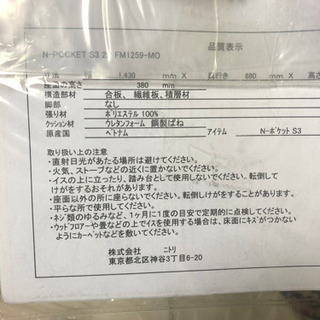 N-POCKET S3 2 FM1259-MO 品質表示
寸法 幅 1,630 mm X 奥行き 880 mm X
座面の高さ 380 mm
構造部材 合板、繊維板、積層材
脚部 なし
張材 ポリエステル 100%
クッション材 ウレタンフォーム 鋼製ばね
原産国 ベトナム アイテム N-ポケット S3
取り扱い上の注意
・直射日光があたる場所は避けてください。
・火気、ストーブなどの近くに置かないでください。
・イスの上に立ったり、踏み台として使用しないでください。転倒して
けがをするおそれがあります。
・座面以外の所に座らないでください。転倒してけがをすることがあります。
・平らな所で使用してください。
・ネジ類のゆるみなど、1ヶ月に1度の目安で定期的に点検してください。
・ウッドフロアーや畳などの上でイスを使用する場合は、床面にキズがつかない
ようにカーペットなどを敷いてください。
株式会社 ニトリ
東京都北区神谷3丁目6-20